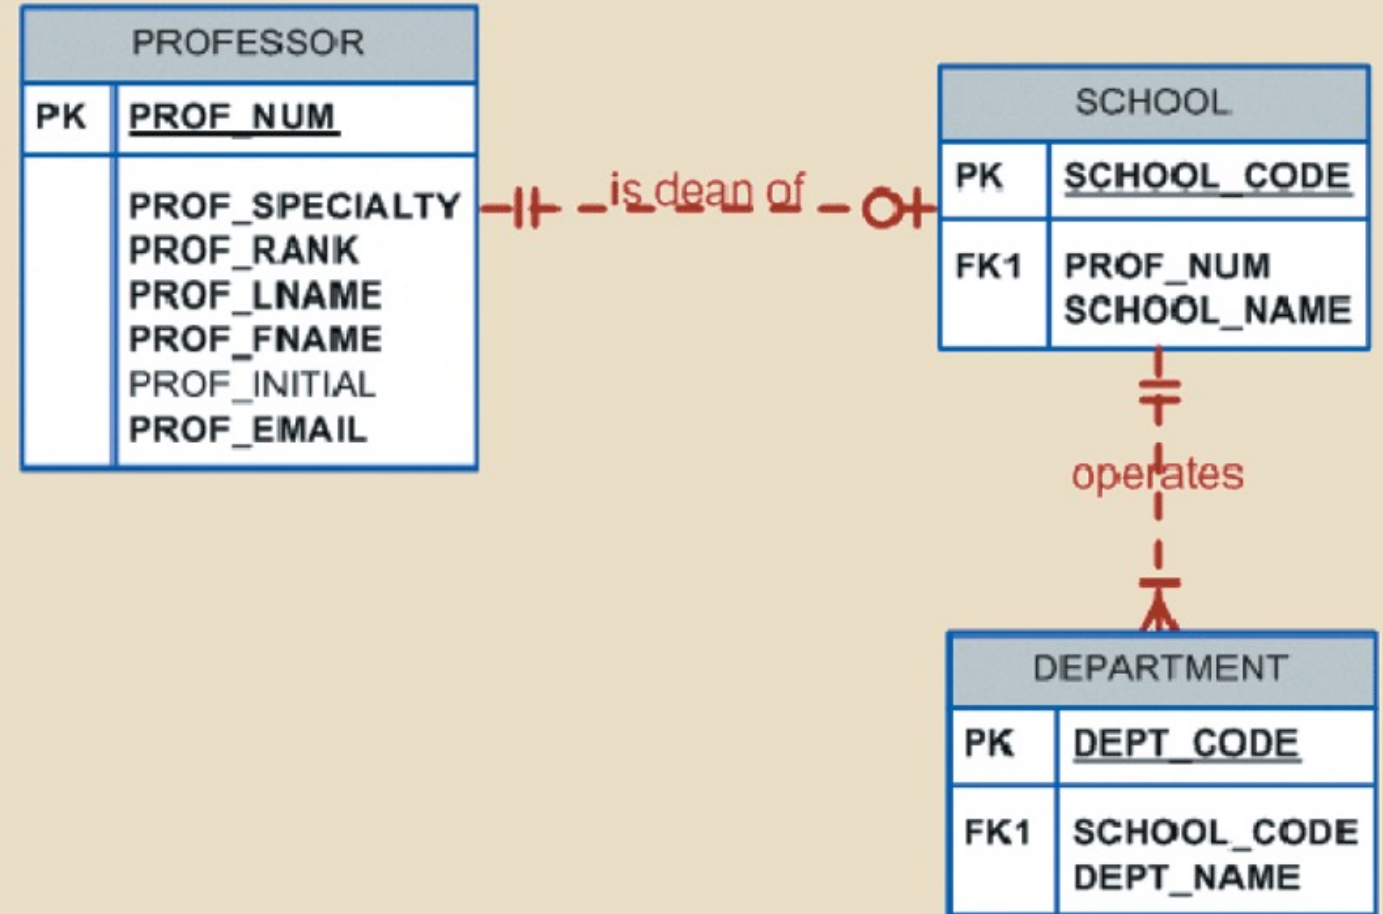 PROFESSOR
PK PROF_NUM
PROF_SPECIALTY
PROF_RANK
PROF_LNAME
PROF_FNAME
PROF_INITIAL
PROF_EMAIL
is dean of
SCHOOL
PK SCHOOL_CODE
FK1 PROF_NUM
SCHOOL_NAME
operates
DEPARTMENT
PK DEPT_CODE
FK1 SCHOOL_CODE
DEPT_NAME